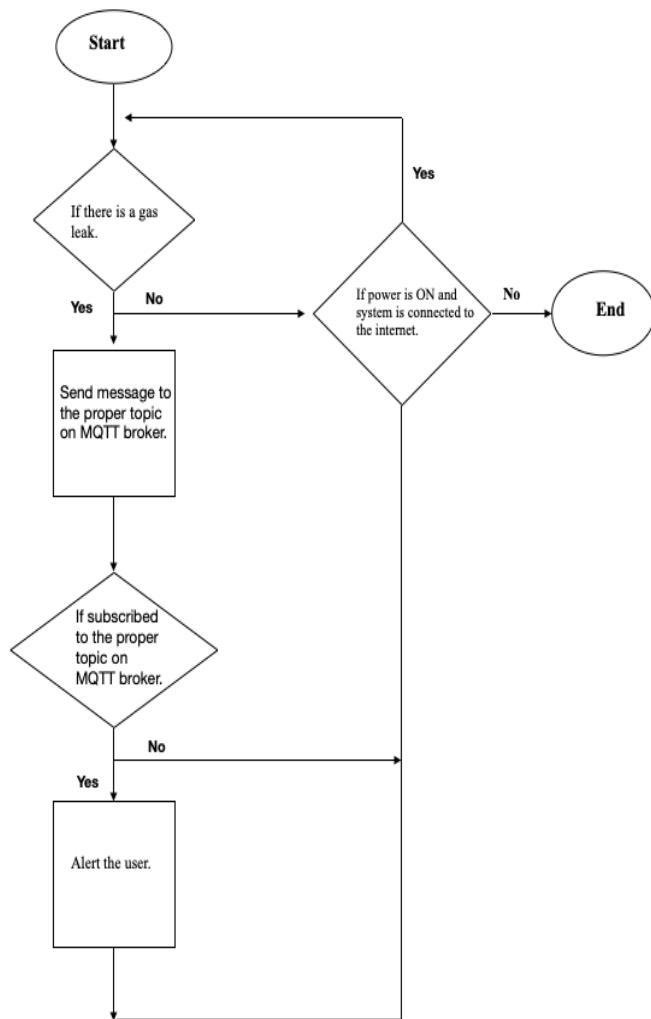 Start
Yes
If there is a gas
leak.
Yes
No
If power is ON and
system is connected to
the internet.
No
End
Send message to
the proper topic
on MQTT broker.
If subscribed
to the proper
topic on
MQTT broker.
No
Yes
Alert the user.